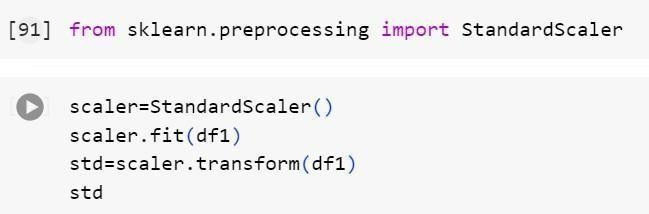 [91] from sklearn.preprocessing import StandardScaler
scaler=StandardScaler()
scaler.fit(df1)
std=scaler.transform(df1)
std